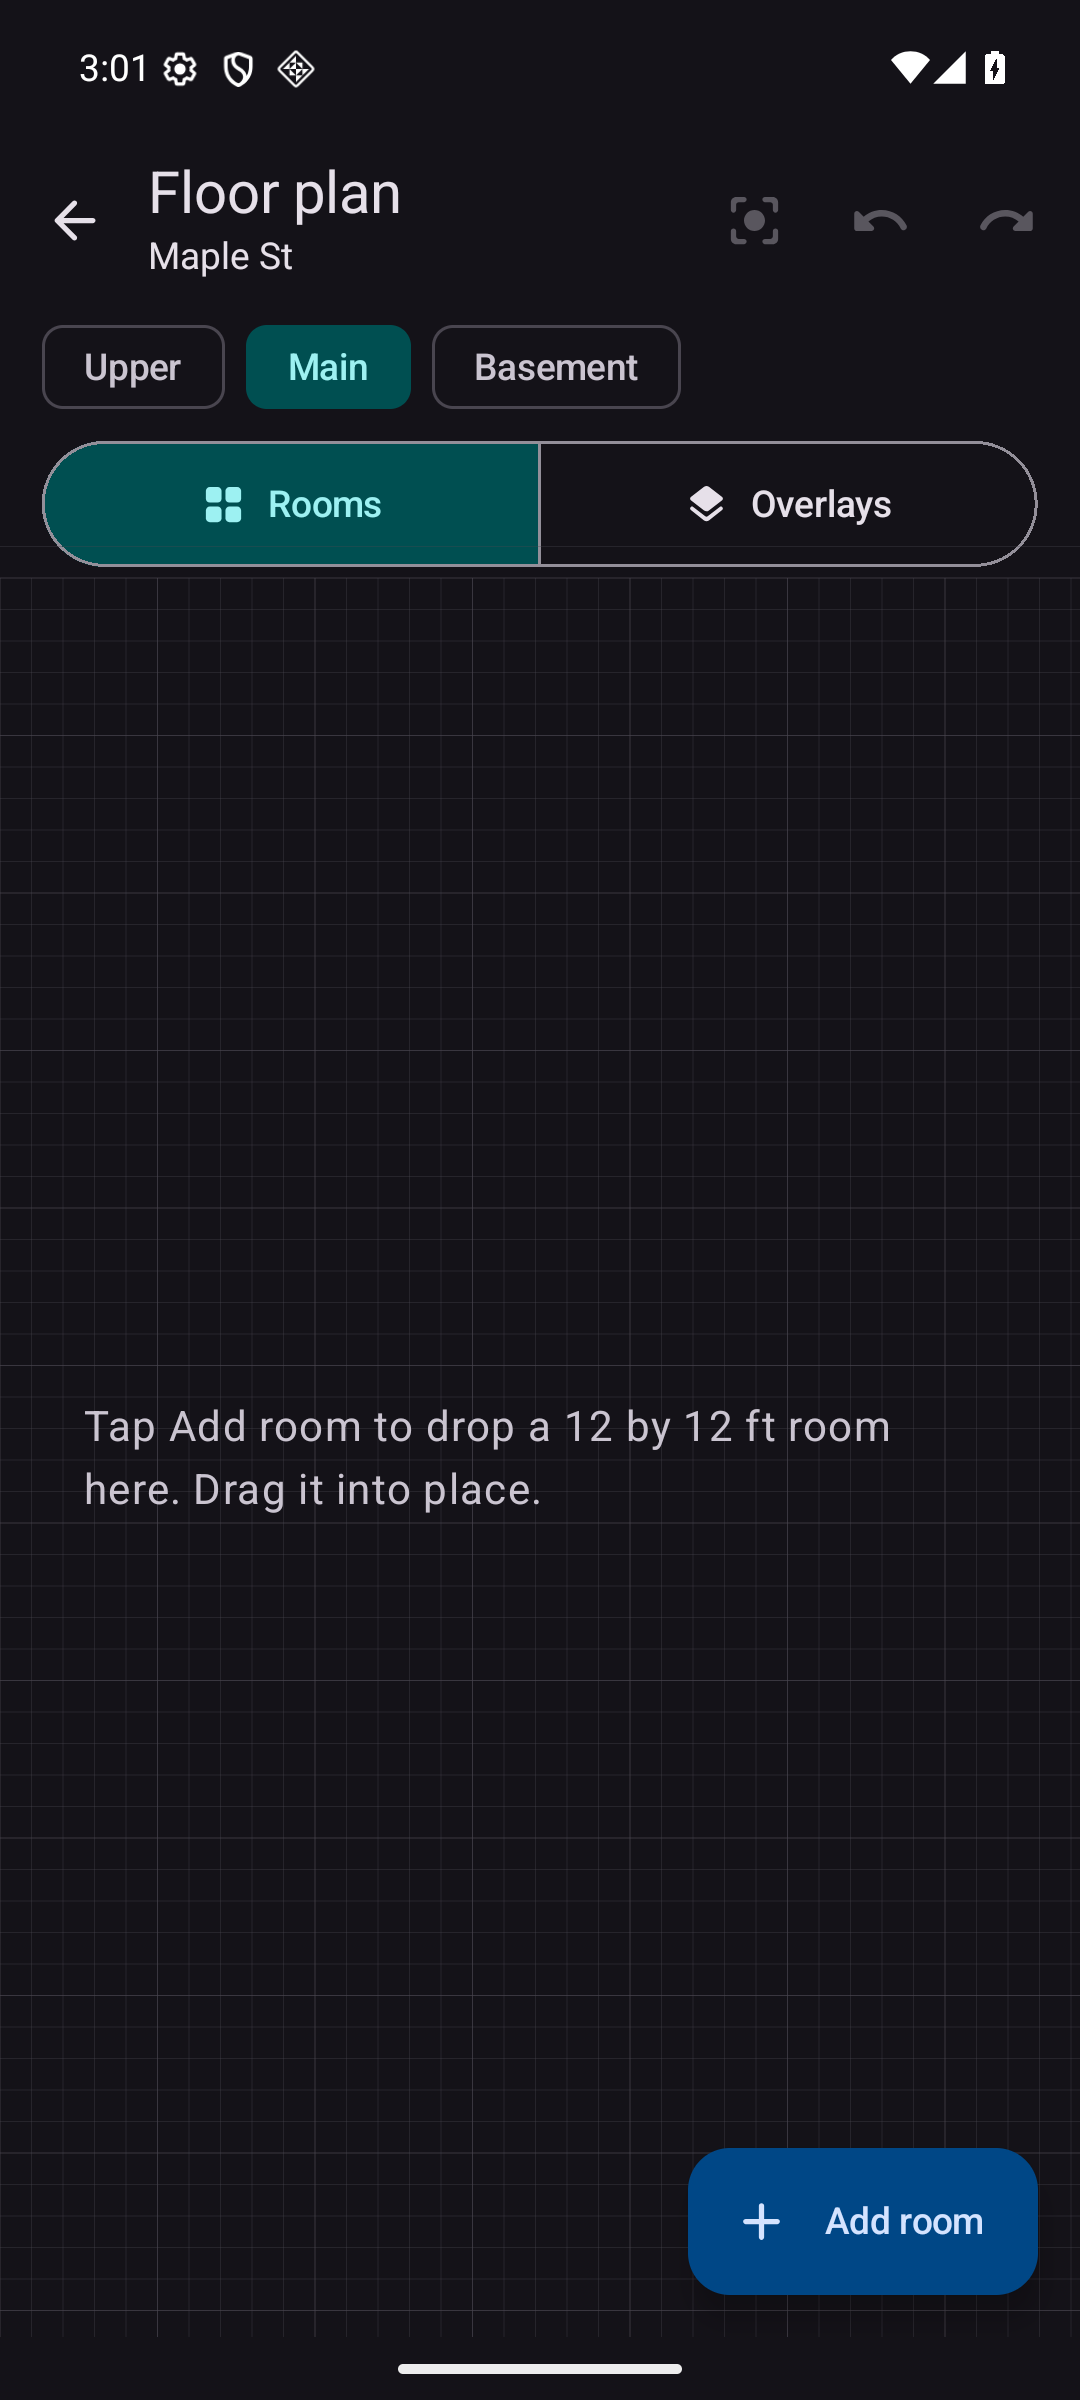 3:01
Floor plan
Maple St
Upper
Main
Basement
Rooms
Overlays
Tap Add room to drop a 12 by 12 ft room
here. Drag it into place.
Add room